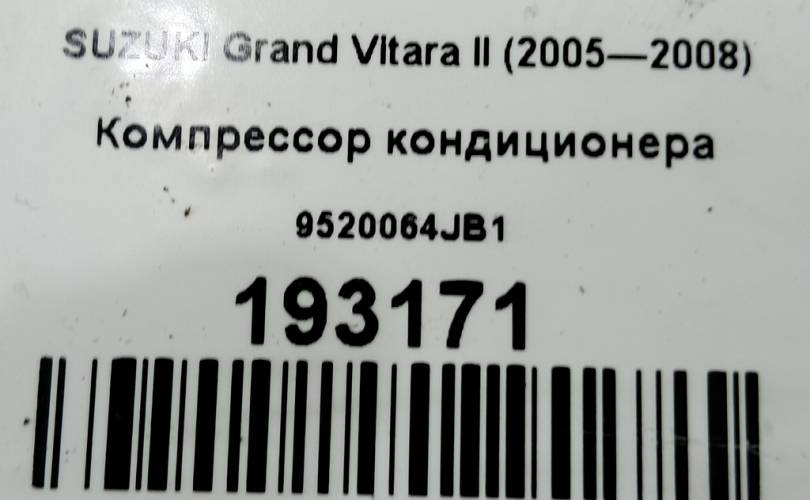 SUZUKI Grand Vitara II (2005—2008)
Компрессор кондиционера
9520064JB1
193171